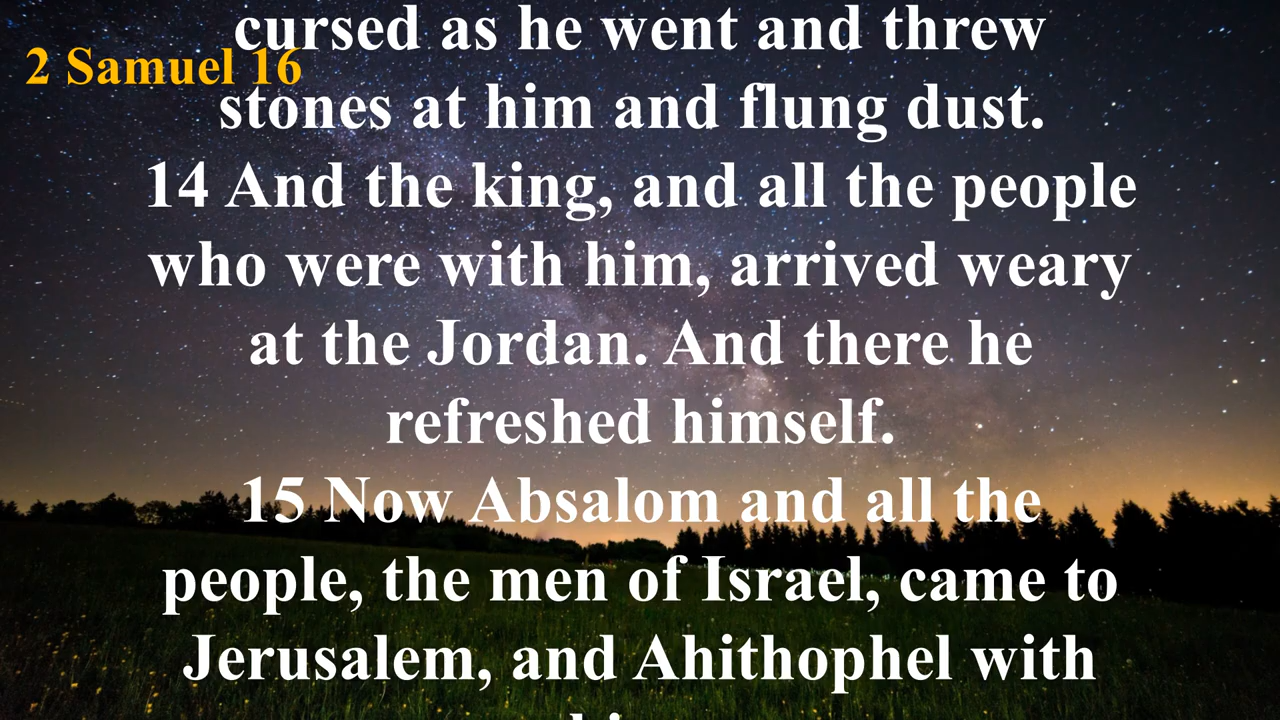 2 Samuel 16
cursed as he went and threw
stones at him and flung dust.
14 And the king, and all the people
who were with him, arrived weary
at the Jordan. And there he
refreshed himself.
15 Now Absalom and all the
people, the men of Israel, came to
Jerusalem, and Ahithophel with